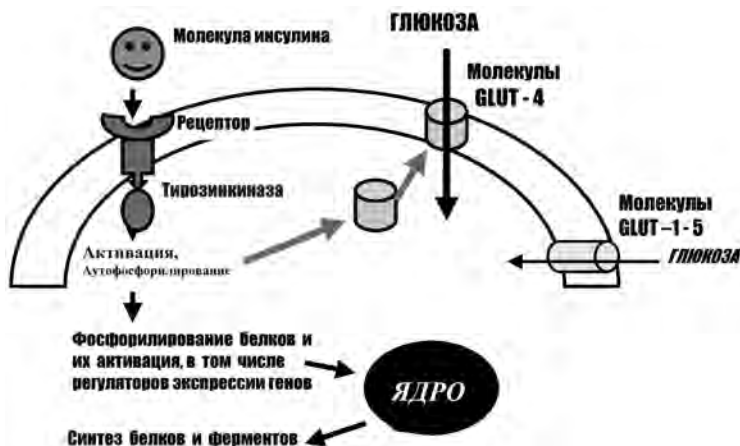 Молекула инсулина
ГЛЮКОЗА
Молекулы
GLUT - 4
Рецептор
Тирозинкиназа
Молекулы
GLUT –1 - 5
ГЛЮКОЗА
Активация,
Аутофосфорилирование
Фосфорилирование белков и
их активация, в том числе
регуляторов экспрессии генов
ЯДРО
Синтез белков и ферментов